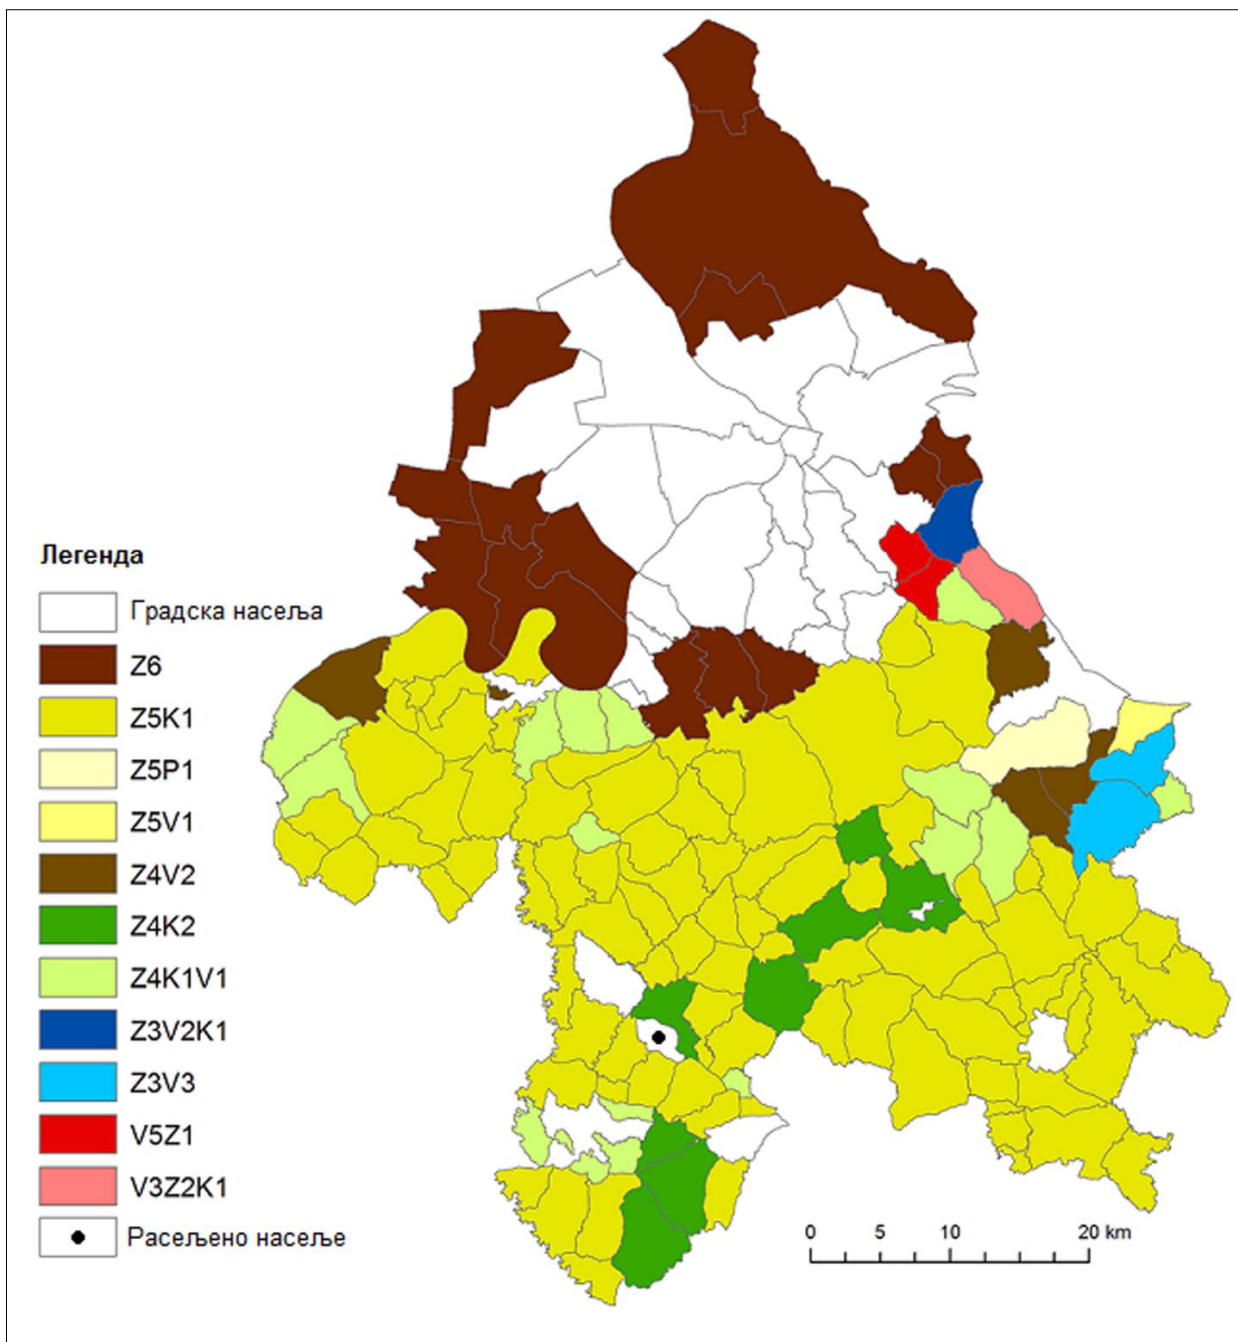 Легенда
Градска насеља
Z6
Z5K1
Z5P1
Z5V1
Z4V2
Z4K2
Z4K1V1
Z3V2K1
Z3V3
V5Z1
V3Z2K1
Расељено насеље
0 5 10 20 km